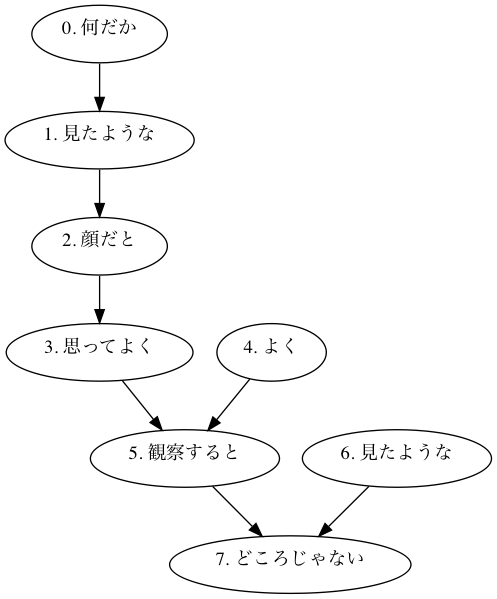 0. 何だか
1. 見たような
2. 顔だと
3. 思ってよく
4. よく
5. 観察すると
6. 見たような
7. どころじゃない